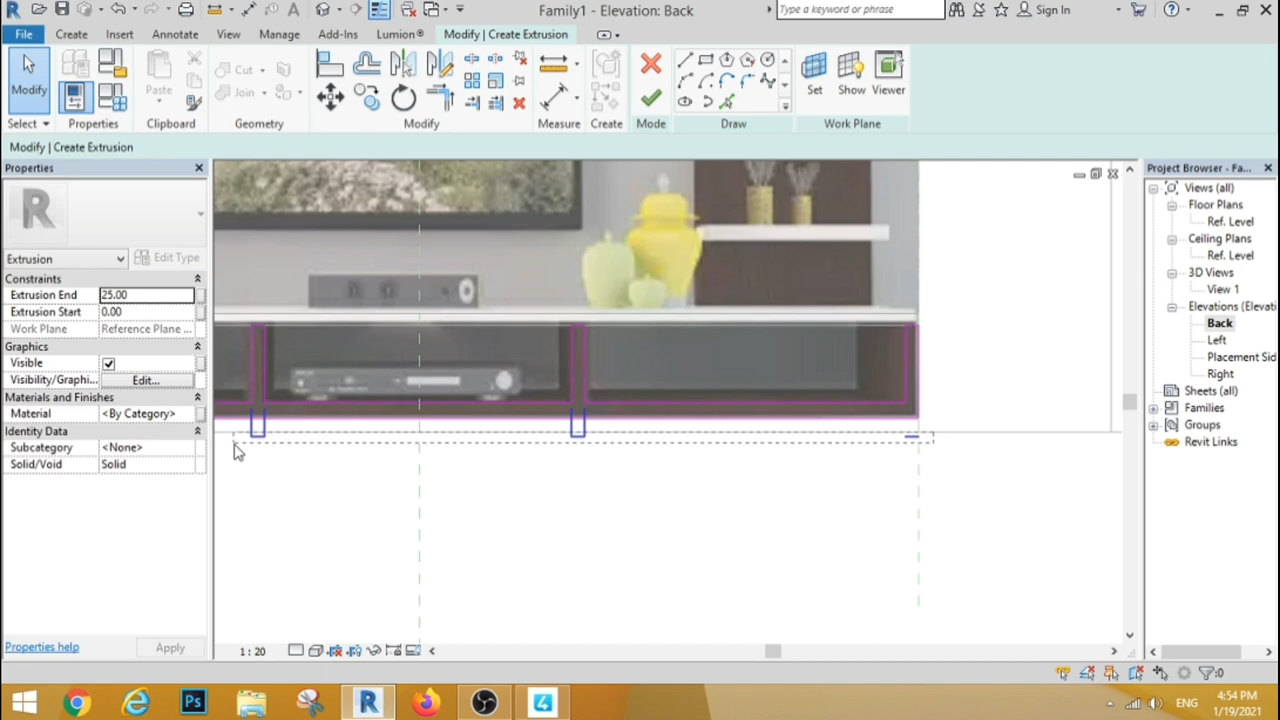 Family1 - Elevation: Back
Type a keyword or phrase
Sign In
File
Create
Insert
Annotate
View
Manage
Add-Ins
Lumion®
Modify | Create Extrusion
Modify
Paste
Cut
Join
Set
Show
Viewer
Select
Properties
Clipboard
Geometry
Modify
Measure
Create
Mode
Draw
Work Plane
Modify | Create Extrusion
Properties
R
Extrusion
Edit Type
Constraints
Extrusion End 25.00
Extrusion Start 0.00
Work Plane Reference Plane ...
Graphics
Visible
Visibility/Graphi... Edit...
Materials and Finishes
Material <By Category>
Identity Data
Subcategory <None>
Solid/Void Solid
Properties help
Apply
1 : 20
Project Browser - Fa...
Views (all)
Floor Plans
Ref. Level
Ceiling Plans
Ref. Level
3D Views
View 1
Elevations (Elevati
Back
Left
Placement Sid
Right
Sheets (all)
Families
Groups
Revit Links
:0
Ps
R
4
ENG
4:54 PM
1/19/2021